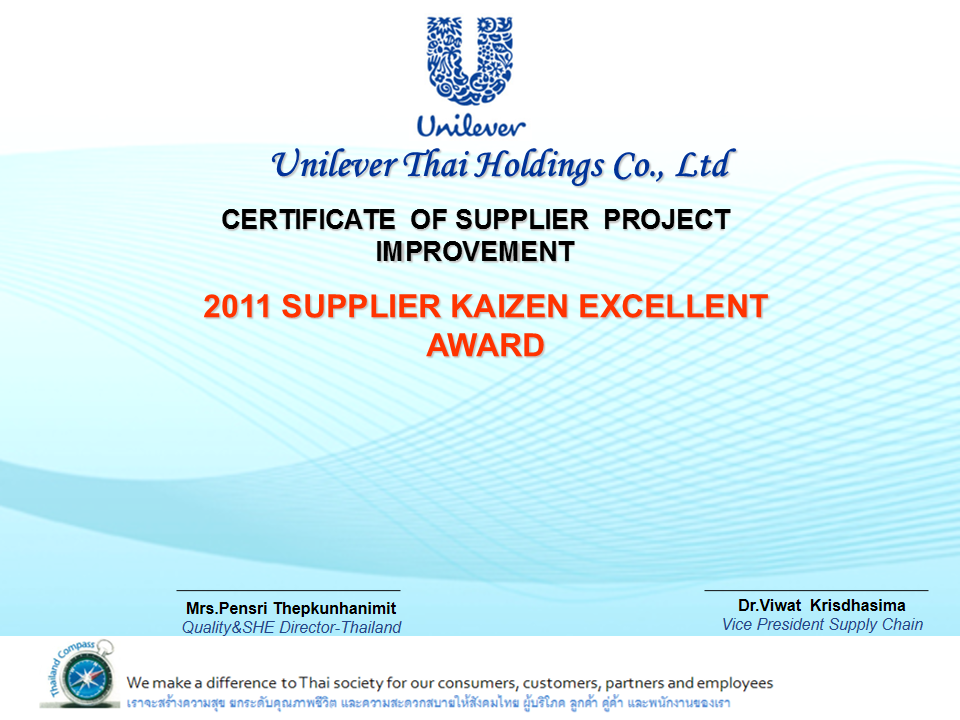 Unilever
Unilever Thai Holdings Co., Ltd
CERTIFICATE OF SUPPLIER PROJECT
IMPROVEMENT
2011 SUPPLIER KAIZEN EXCELLENT
AWARD
Mrs.Pensri Thepkunhanimit
Quality&SHE Director-Thailand
Dr.Viwat Krisdhasima
Vice President Supply Chain
Thailand Compass
We make a difference to Thai society for our consumers, customers, partners and employees
เราจะสร้างความสุข ยกระดับคุณภาพชีวิต และความสะดวกสบายให้สังคมไทย ผู้บริโภค ลูกค้า คู่ค้า และพนักงานของเรา